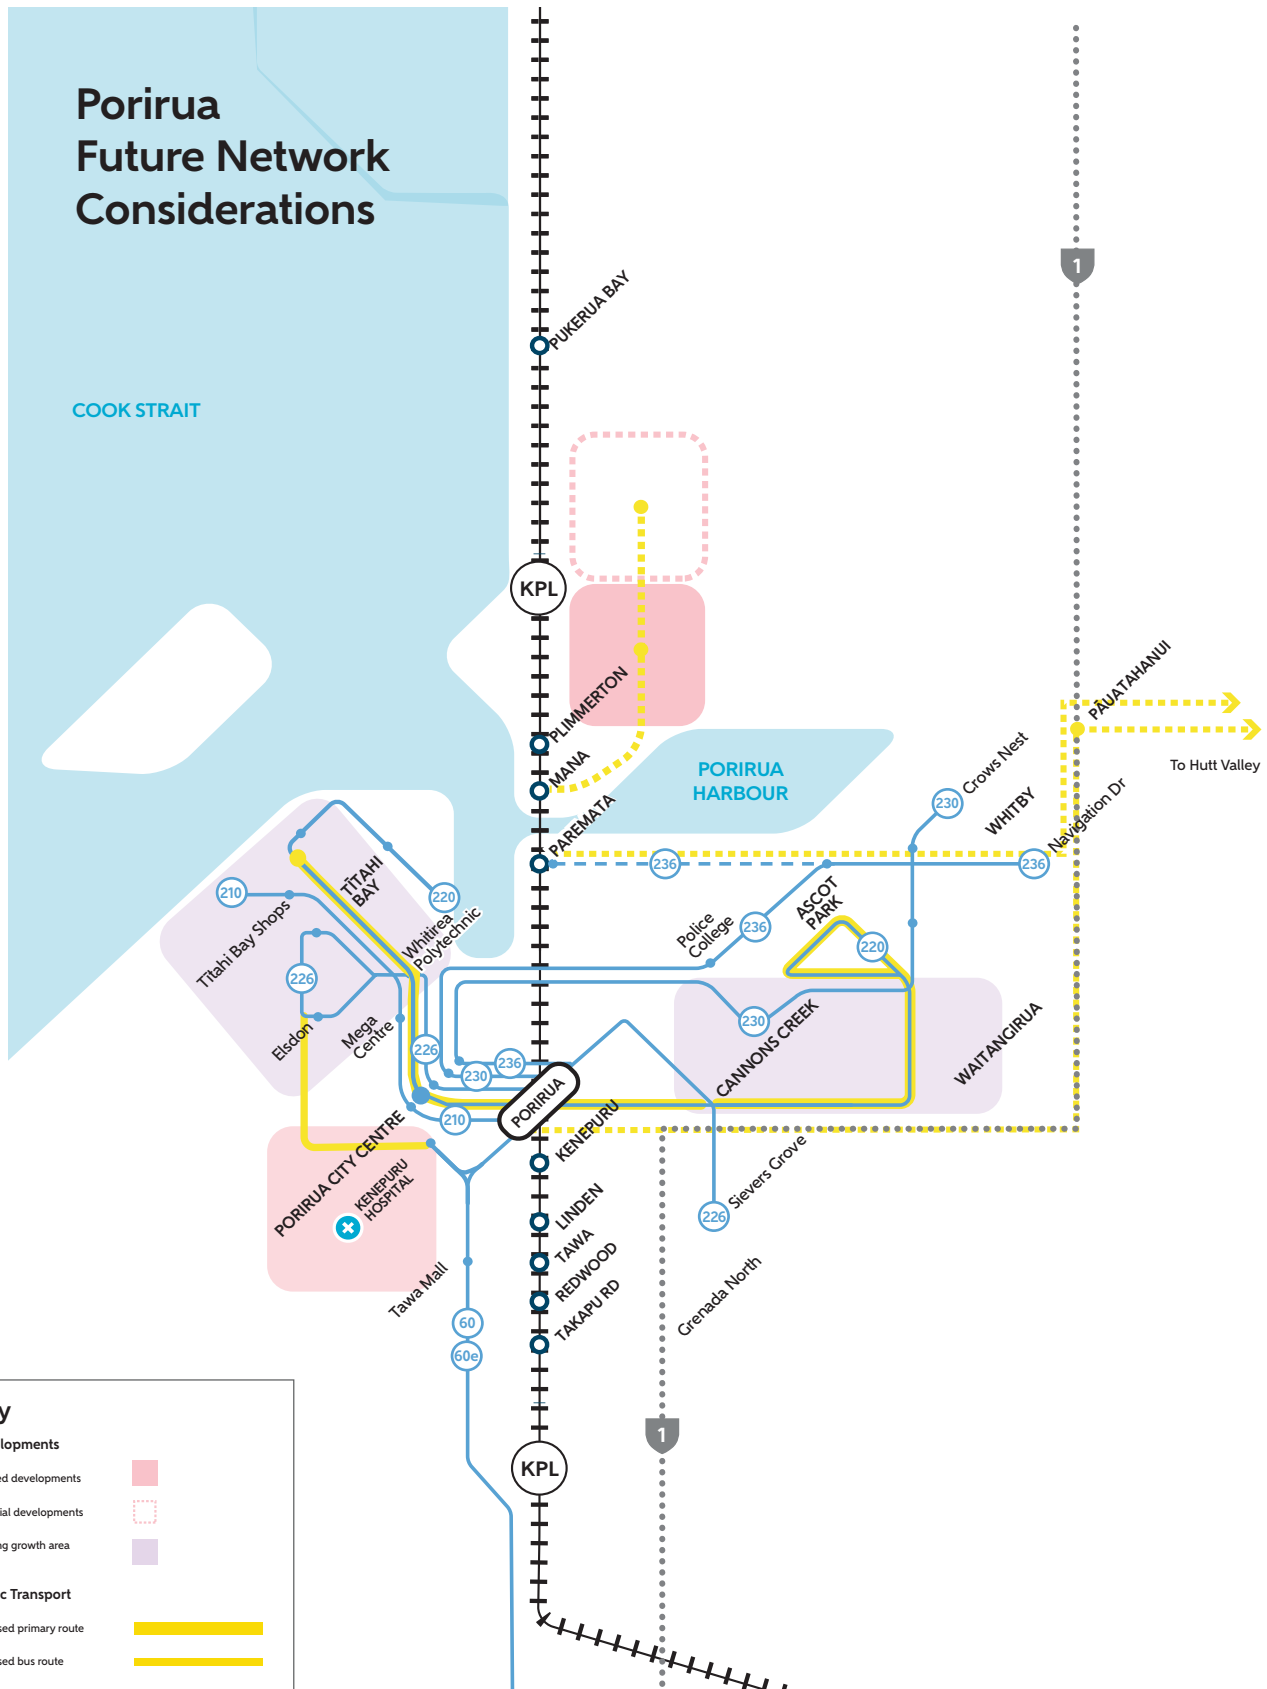 Porirua
Future Network
Considerations
1
PUKERUA BAY
COOK STRAIT
KPL
PLIMMERTON
MANA
PAREMATA
PORIRUA
HARBOUR
PĀUATAHANUI
To Hutt Valley
Crows Nest
230
WHITBY
Navigation Dr
236
236
TĪTAHI
BAY
210
220
Tītahi Bay Shops
Whitirea
Polytechnic
ASCOT
PARK
Police
College
236
220
226
Elsdon
Mega
Centre
226
230
236
230
CANNONS CREEK
WAITANGIRUA
210
PORIRUA
PORIRUA CITY CENTRE
KENEPURU
HOSPITAL
KENEPURU
Sievers Grove
226
LINDEN
TAWA
REDWOOD
TAKAPU RD
Tawa Mall
Grenada North
60
60e
1
KPL
y
lopments
ed developments
ial developments
ng growth area
c Transport
sed primary route
sed bus route